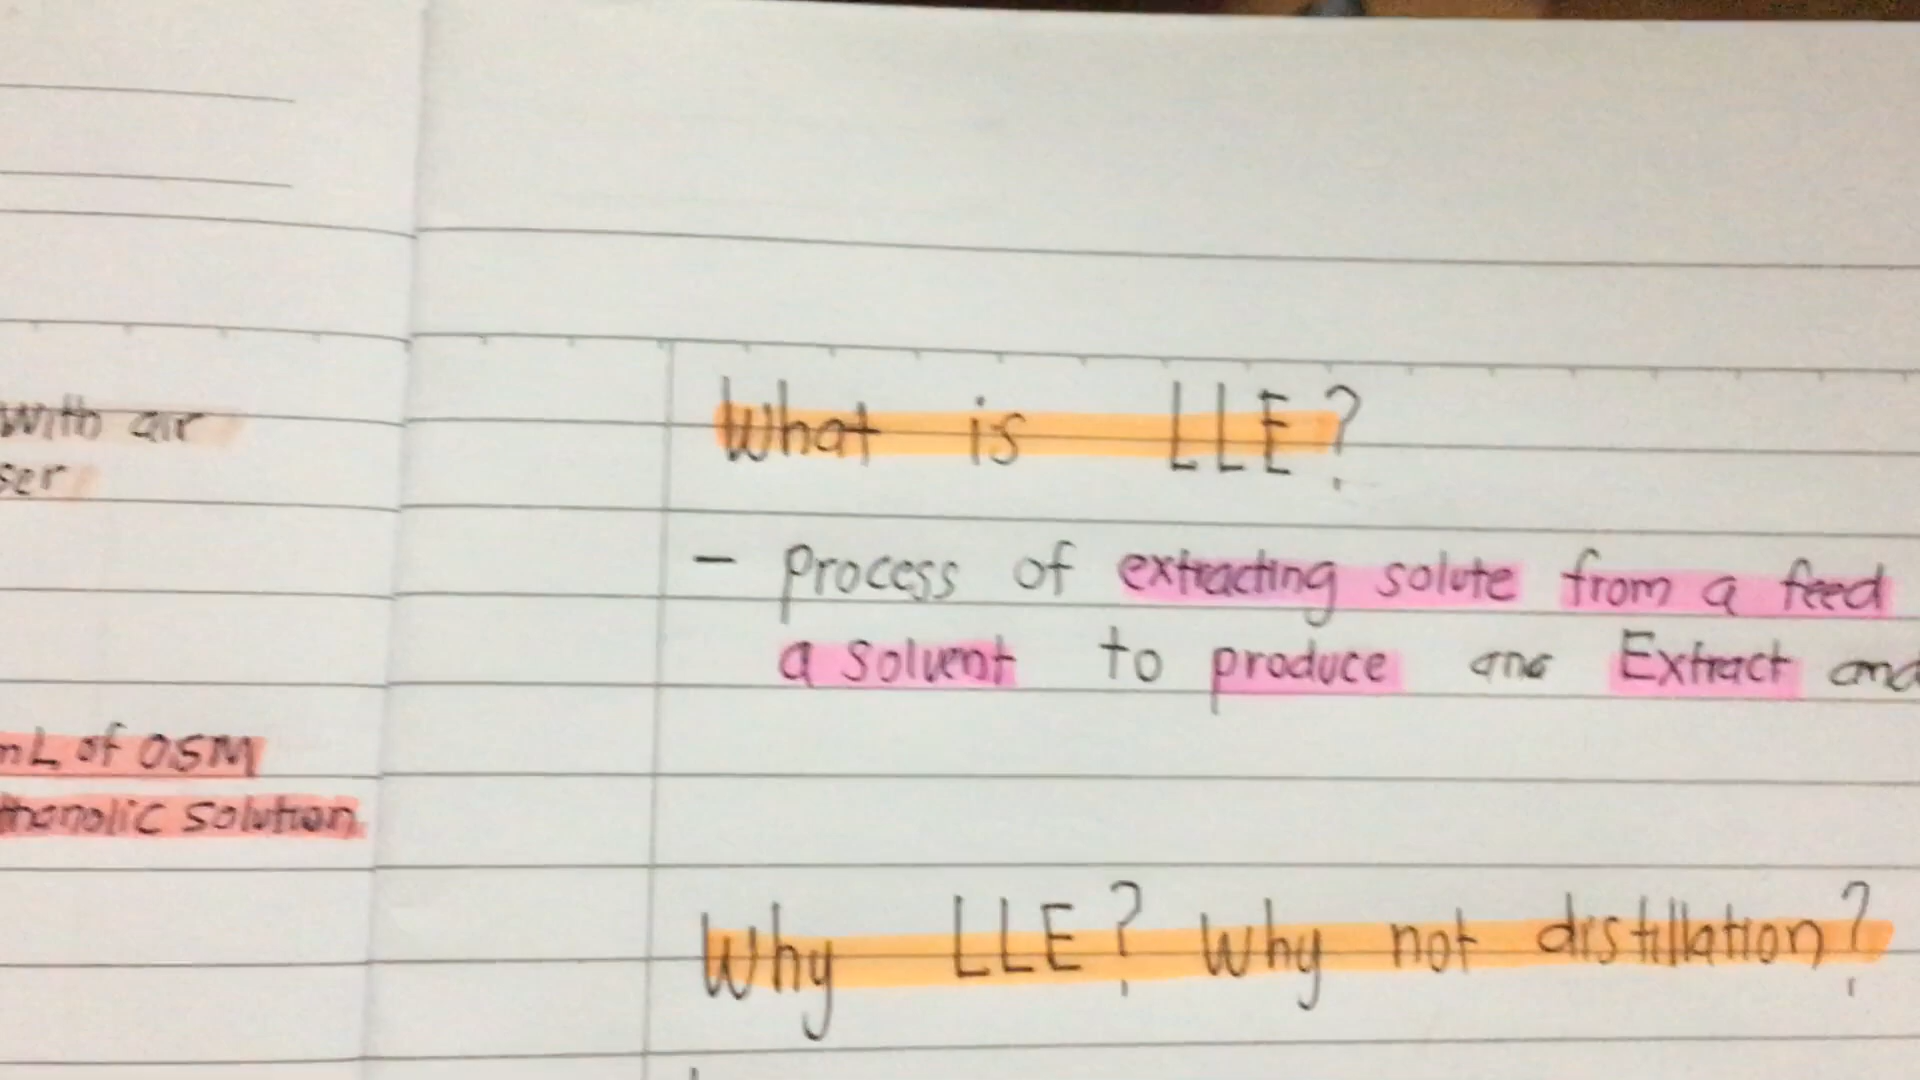 with air
ser
mL of 0.5M
thanolic solution.
What is LLE?
- process of extracting solute from a feed
a solvent to produce Extract and
Why LLE? Why not distillation?